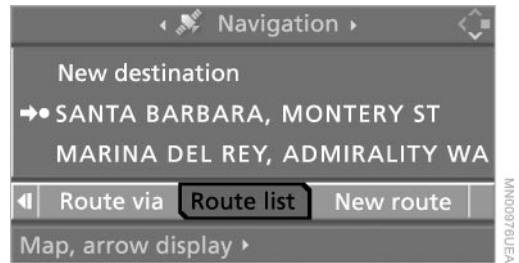 Navigation
New destination
SANTA BARBARA, MONTERY ST
MARINA DEL REY, ADMIRALITY WA
Route via Route list New route
Map, arrow display
MN00976UEA